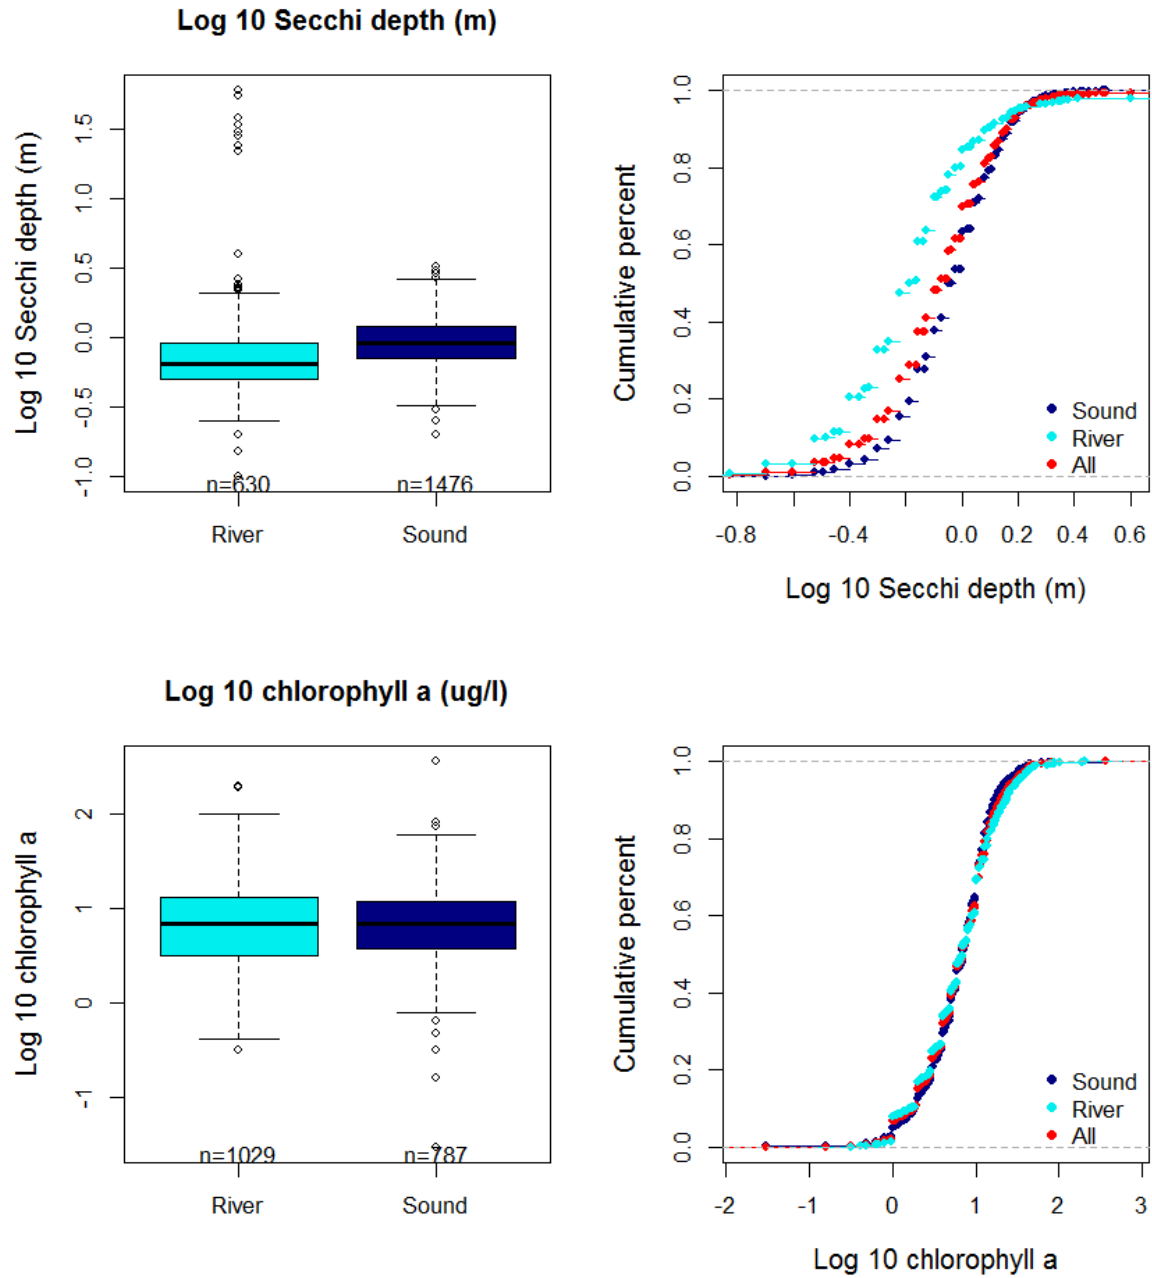 Log 10 Secchi depth (m)
Log 10 Secchi depth (m)
1.5
1.0
0.5
0.0
-0.5
-1.0
n=630
n=1476
River
Sound
Cumulative percent
1.0
0.8
0.6
0.4
0.2
0.0
Sound
River
All
-0.8
-0.4
0.0
0.2
0.4
0.6
Log 10 Secchi depth (m)
Log 10 chlorophyll a (ug/l)
Log 10 chlorophyll a
2
1
0
-1
n=1029
n=787
River
Sound
Cumulative percent
1.0
0.8
0.6
0.4
0.2
0.0
Sound
River
All
-2
-1
0
1
2
3
Log 10 chlorophyll a